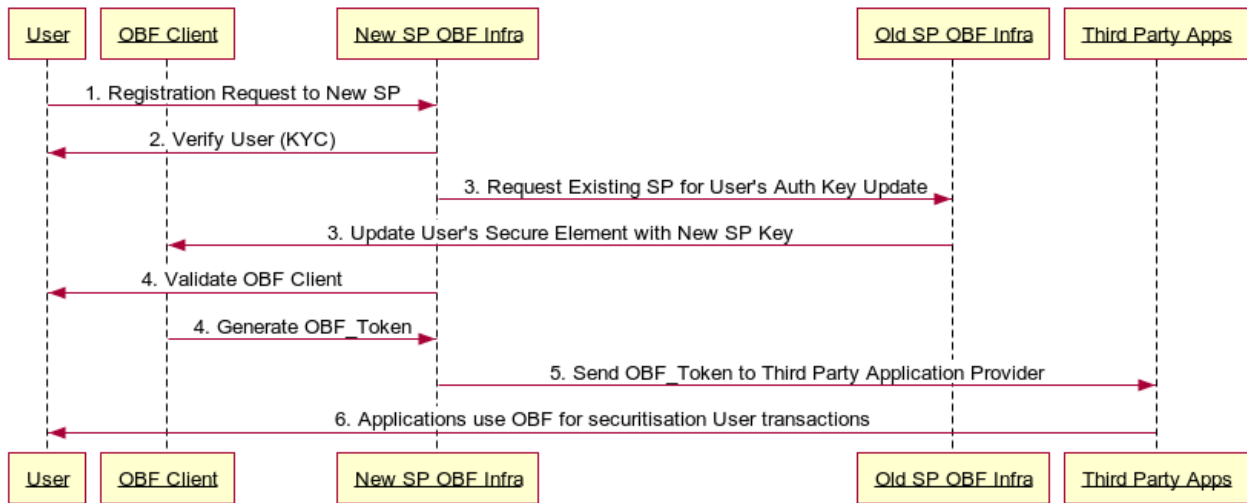 User OBF Client New SP OBF Infra Old SP OBF Infra Third Party Apps
1. Registration Request to New SP
2. Verify User (KYC)
3. Request Existing SP for User's Auth Key Update
3. Update User's Secure Element with New SP Key
4. Validate OBF Client
4. Generate OBF_Token
5. Send OBF_Token to Third Party Application Provider
6. Applications use OBF for securitisation User transactions
User OBF Client New SP OBF Infra Old SP OBF Infra Third Party Apps